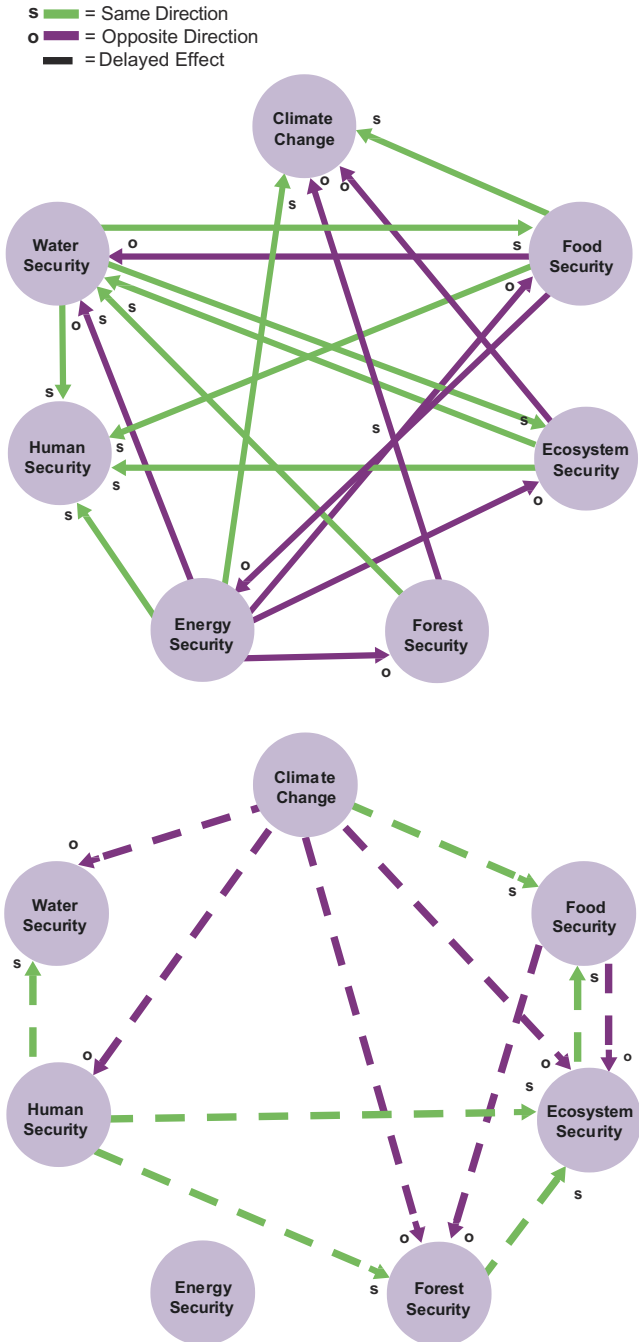 s = Same Direction
o = Opposite Direction
= Delayed Effect
Climate
Change
s
s
o
o
Water
Security
o
s
Food
Security
o
s
s
o
s
s
Human
Security
s
s
s
s
Ecosystem
Security
o
o
Energy
Security
Forest
Security
o
Climate
Change
o
Water
Security
s
s
Food
Security
s
o
o
o
s
Human
Security
Ecosystem
Security
s
o
o
s
Energy
Security
Forest
Security